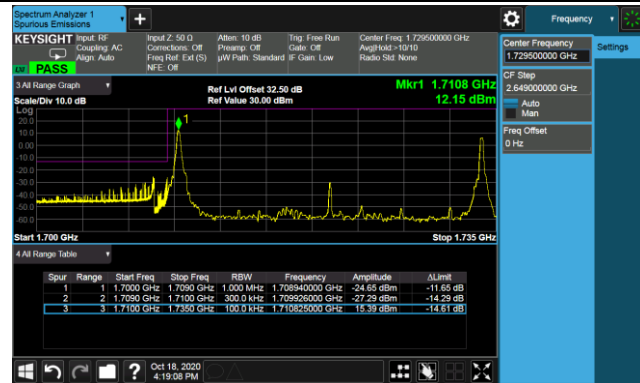 Spectrum Analyzer 1
Spurious Emissions
+
Frequency
KEYSIGHT Input: RF
Coupling: AC
Align: Auto
Input Z: 50 Ω
Corrections: Off
Freq Ref: Ext (S)
NFE: Off
Atten: 10 dB
Preamp: Off
µW Path: Standard
Trig: Free Run
Gate: Off
IF Gain: Low
Center Freq: 1.729500000 GHz
Avg|Hold:>10/10
Radio Std: None
PASS
Center Frequency
1.729500000 GHz
Settings
CF Step
2.649000000 MHz
Auto
Man
Freq Offset
0 Hz
3 All Range Graph
Ref Lvl Offset 32.50 dB
Mkr1 1.7108 GHz
Scale/Div 10.0 dB
Ref Value 30.00 dBm
12.15 dBm
Log
20.0
10.0
0.00
-10.0
-20.0
-30.0
-40.0
-50.0
-60.0
1
Start 1.700 GHz
Stop 1.735 GHz
4 All Range Table
Spur Range Start Freq Stop Freq RBW Frequency Amplitude ΔLimit
1 1 1.7000 GHz 1.7090 GHz 1.000 MHz 1.708940000 GHz -24.65 dBm -11.65 dB
2 2 1.7090 GHz 1.7100 GHz 300.0 kHz 1.709926000 GHz -27.29 dBm -14.29 dB
3 3 1.7100 GHz 1.7350 GHz 100.0 kHz 1.710825000 GHz 15.39 dBm -14.61 dB
?
Oct 18, 2020
4:19:08 PM